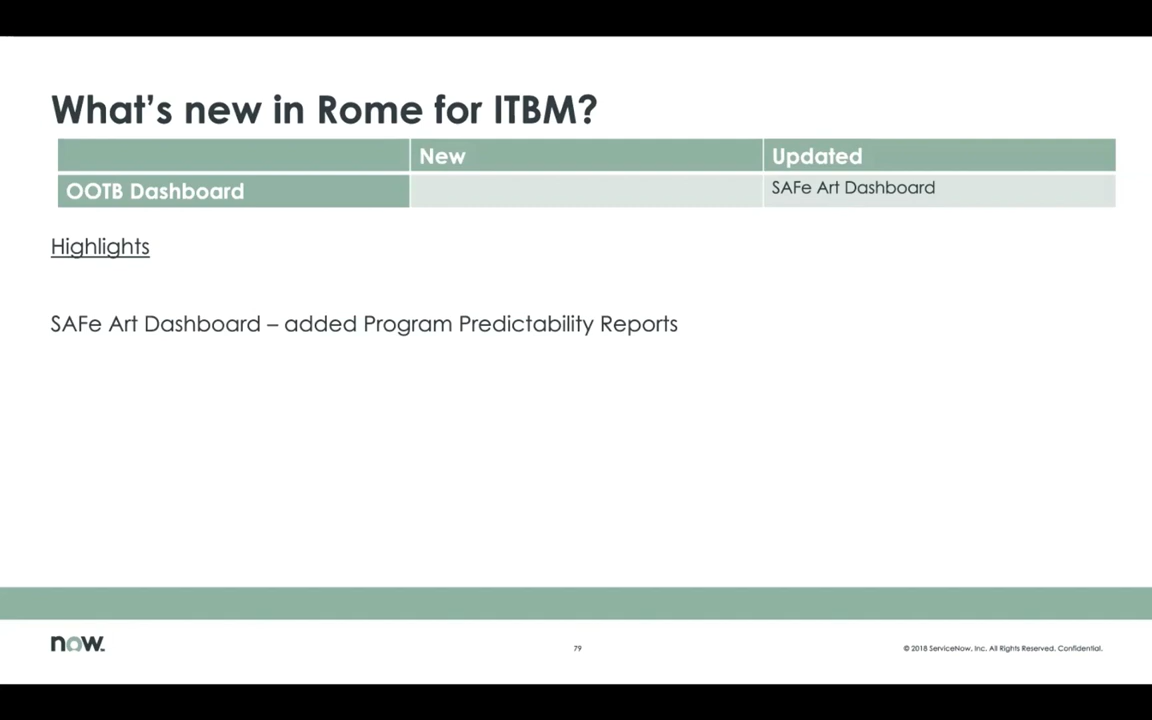 What's new in Rome for ITBM?
New Updated
OOTB Dashboard SAFe Art Dashboard
Highlights
SAFe Art Dashboard – added Program Predictability Reports
now.
79
© 2018 ServiceNow, Inc. All Rights Reserved. Confidential.